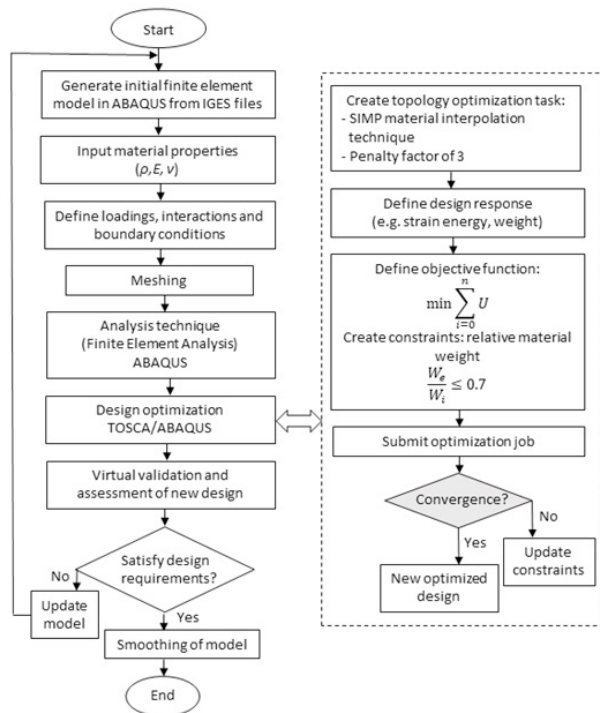 Start
Generate initial finite element
model in ABAQUS from IGES files
Input material properties
(ρ, E, ν)
Define loadings, interactions and
boundary conditions
Meshing
Analysis technique
(Finite Element Analysis)
ABAQUS
Design optimization
TOSCA/ABAQUS
Virtual validation and
assessment of new design
Satisfy design
requirements?
No
Update
model
Yes
Smoothing of model
End
Create topology optimization task:
- SIMP material interpolation
technique
- Penalty factor of 3
Define design response
(e.g. strain energy, weight)
Define objective function:
min ∑_{i=0}^{n} U
Create constraints: relative material
weight
W_e / W_i ≤ 0.7
Submit optimization job
Convergence?
No
Yes
Update
constraints
New optimized
design